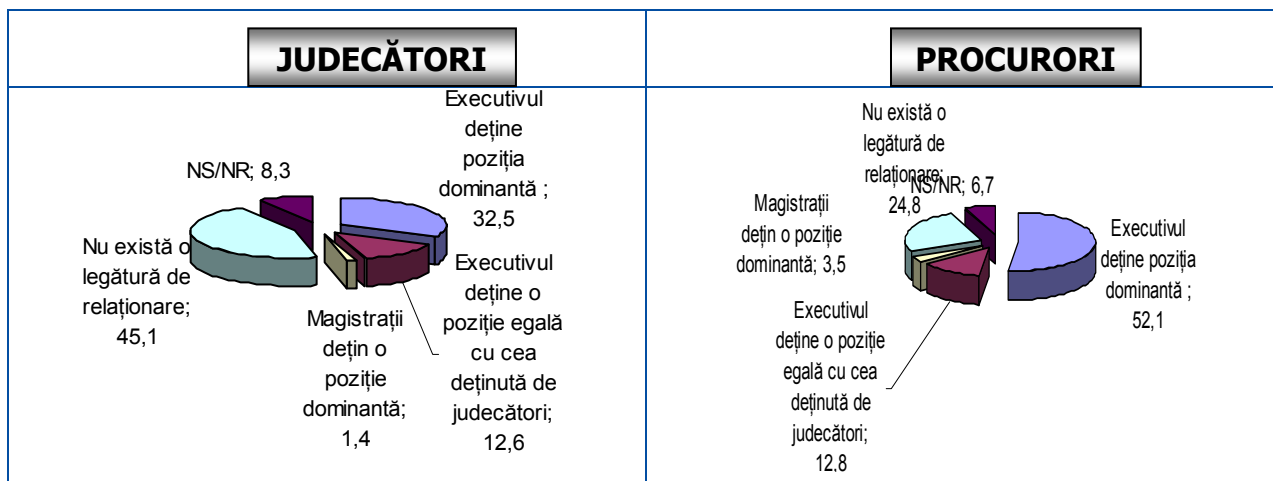 JUDECĂTORI
Executivul
deține
poziția
dominantă ;
32,5
NS/NR; 8,3
Nu există o
legătură de
relaționare;
45,1
Magistrații
dețin o
poziție
dominantă;
1,4
Executivul
deține o
poziție egală
cu cea
deținută de
judecători;
12,6
PROCURORI
Nu există o
legătură de
relaționare;
24,8
NS/NR; 6,7
Magistrații
dețin o poziție
dominantă; 3,5
Executivul
deține poziția
dominantă ;
52,1
Executivul
deține o poziție
egală cu cea
deținută de
judecători;
12,8